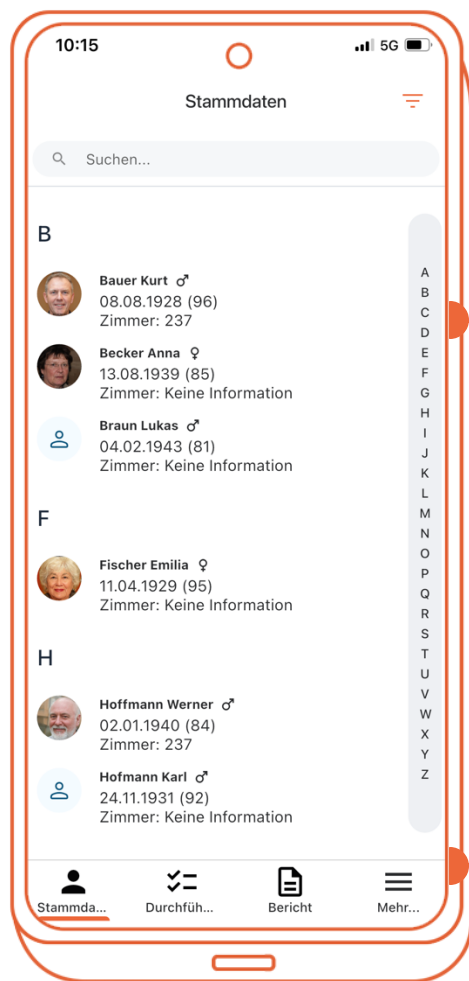 10:15
5G
Stammdaten
Suchen...
B
Bauer Kurt ♂
08.08.1928 (96)
Zimmer: 237
Becker Anna ♀
13.08.1939 (85)
Zimmer: Keine Information
Braun Lukas ♂
04.02.1943 (81)
Zimmer: Keine Information
F
Fischer Emilia ♀
11.04.1929 (95)
Zimmer: Keine Information
H
Hoffmann Werner ♂
02.01.1940 (84)
Zimmer: 237
Hofmann Karl ♂
24.11.1931 (92)
Zimmer: Keine Information
A
B
C
D
E
F
G
H
I
J
K
L
M
N
O
P
Q
R
S
T
U
V
W
X
Y
Z
Stammda...
Durchfüh...
Bericht
Mehr...